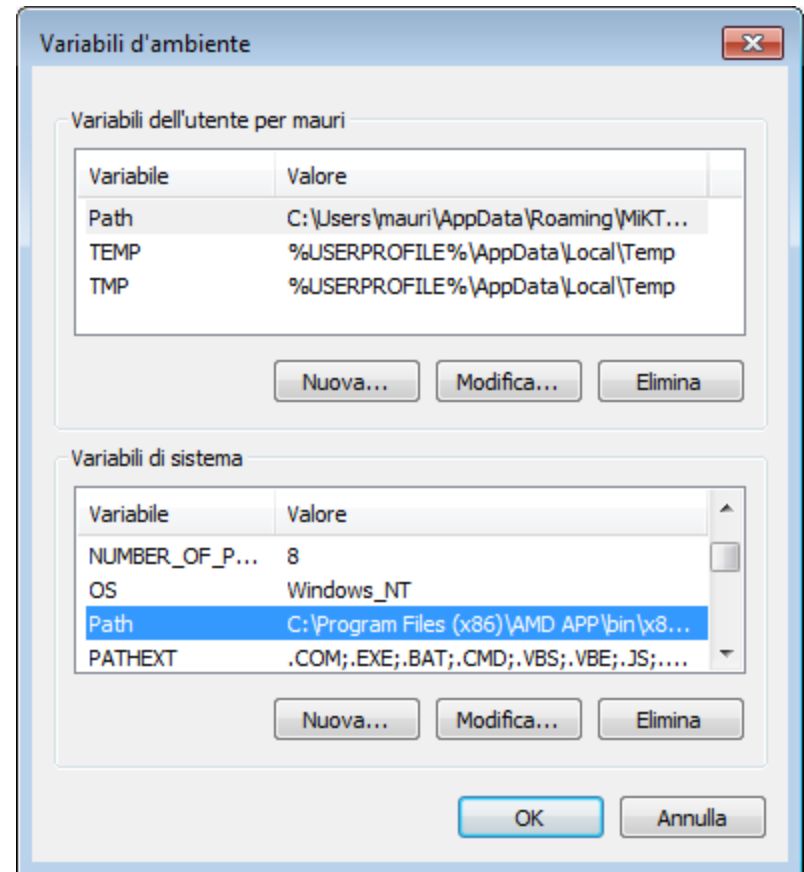 Variabili d'ambiente
Variabili dell'utente per mauri
Variabile Valore
Path C:\Users\mauri\AppData\Roaming\MiKT...
TEMP %USERPROFILE%\AppData\Local\Temp
TMP %USERPROFILE%\AppData\Local\Temp
Nuova... Modifica... Elimina
Variabili di sistema
Variabile Valore
NUMBER_OF_P... 8
OS Windows_NT
Path C:\Program Files (x86)\AMD APP\bin\x8...
PATHEXT .COM;.EXE;.BAT;.CMD;.VBS;.VBE;.JS;....
Nuova... Modifica... Elimina
OK Annulla